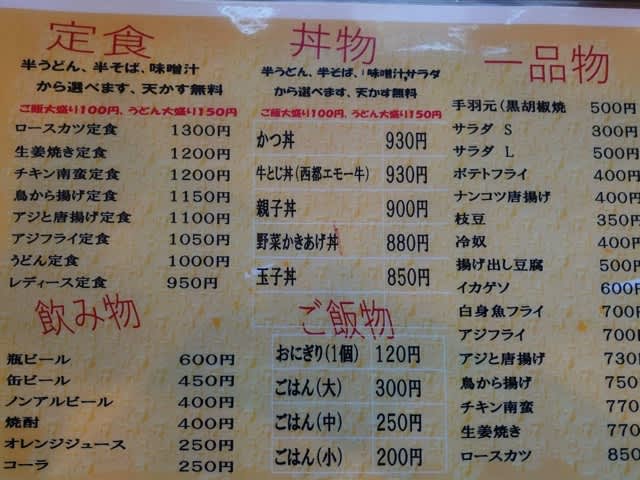 定食
半うどん、半そば、味噌汁
から選べます、天かす無料
ご飯大盛り100円、うどん大盛り150円
ロースカツ定食 1300円
生姜焼き定食 1200円
チキン南蛮定食 1200円
鳥から揚げ定食 1150円
アジと唐揚げ定食 1100円
アジフライ定食 1050円
うどん定食 1000円
レディース定食 950円
飲み物
瓶ビール 600円
缶ビール 450円
ノンアルビール 400円
焼酎 400円
オレンジジュース 250円
コーラ 250円
丼物
半うどん、半そば、味噌汁サラダ
から選べます、天かす無料
ご飯大盛り100円、うどん大盛り150円
かつ丼 930円
牛とじ丼(西都エモー牛) 930円
親子丼 900円
野菜かきあげ丼 880円
玉子丼 850円
ご飯物
おにぎり(1個) 120円
ごはん(大) 300円
ごはん(中) 250円
ごはん(小) 200円
一品物
手羽元(黒胡椒焼 500円
サラダ S 300円
サラダ L 500円
ポテトフライ 400円
ナンコツ唐揚げ 400円
枝豆 350円
冷奴 400円
揚げ出し豆腐 500円
イカゲソ 600円
白身魚フライ 700円
アジフライ 700円
アジと唐揚げ 730円
鳥から揚げ 750
チキン南蛮 770
生姜焼き 770
ロースカツ 850